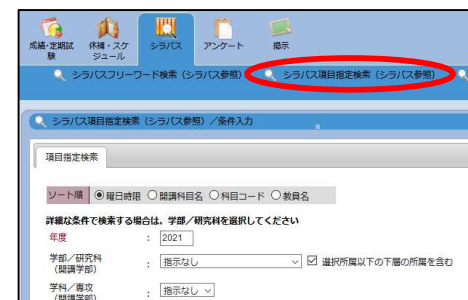 成績・定期試験
休補・スケジュール
シラバス
アンケート
掲示
シラバスフリーワード検索（シラバス参照）
シラバス項目指定検索（シラバス参照）
シラバス項目指定検索（シラバス参照）／条件入力
項目指定検索
ソート順 曜日時限 開講科目名 科目コード 教員名
詳細な条件で検索する場合は、学部／研究科を選択してください
年度 : 2021
学部／研究科（開講学部） : 指示なし 選択所属以下の下層の所属を含む
学科／専攻（開講学部） : 指示なし